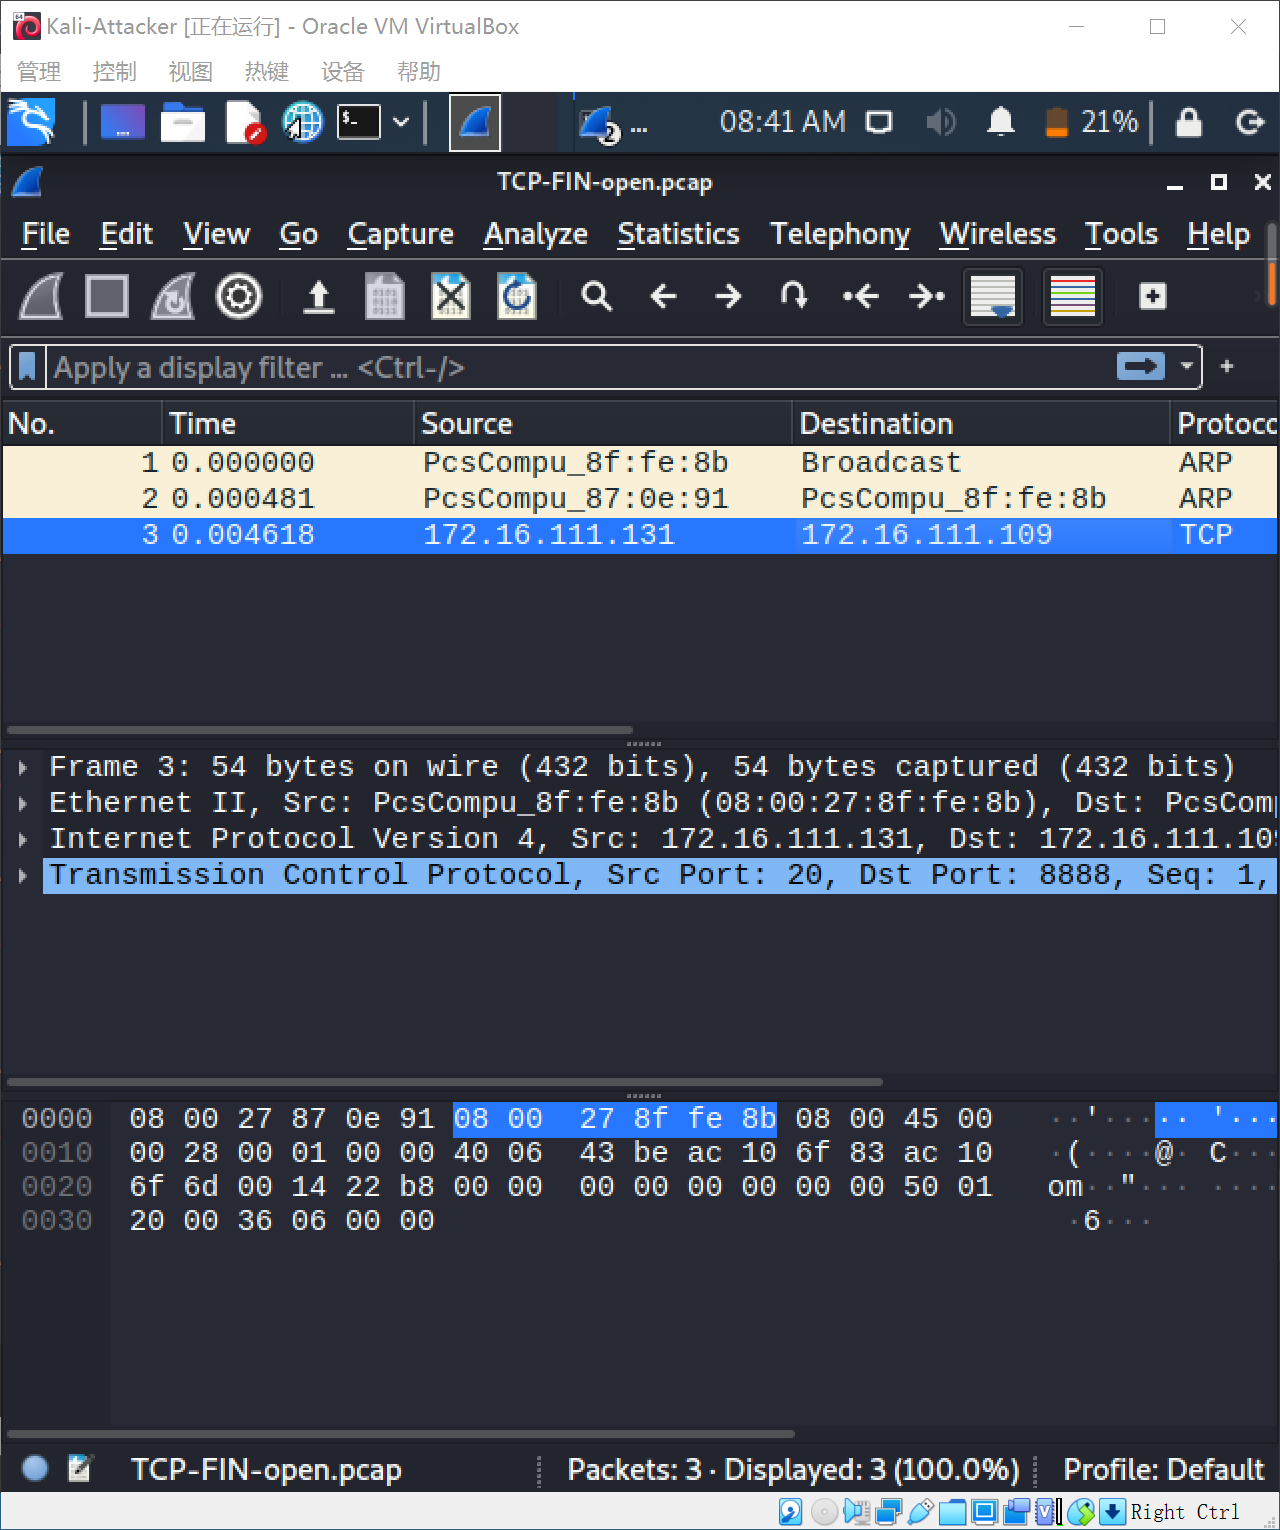 Kali-Attacker [正在运行] - Oracle VM VirtualBox
管理 控制 视图 热键 设备 帮助
$- 2 ... 08:41 AM 21%
TCP-FIN-open.pcap
File Edit View Go Capture Analyze Statistics Telephony Wireless Tools Help
Apply a display filter ... <Ctrl-/>
No. Time Source Destination Protoco
1 0.000000 PcsCompu_8f:fe:8b Broadcast ARP
2 0.000481 PcsCompu_87:0e:91 PcsCompu_8f:fe:8b ARP
3 0.004618 172.16.111.131 172.16.111.109 TCP
Frame 3: 54 bytes on wire (432 bits), 54 bytes captured (432 bits)
Ethernet II, Src: PcsCompu_8f:fe:8b (08:00:27:8f:fe:8b), Dst: PcsCom
Internet Protocol Version 4, Src: 172.16.111.131, Dst: 172.16.111.10
Transmission Control Protocol, Src Port: 20, Dst Port: 8888, Seq: 1,
0000 08 00 27 87 0e 91 08 00 27 8f fe 8b 08 00 45 00 ··'····· '·······
0010 00 28 00 01 00 00 40 06 43 be ac 10 6f 83 ac 10 ·(····@· C···
0020 6f 6d 00 14 22 b8 00 00 00 00 00 00 00 00 50 01 om··"··· ····
0030 20 00 36 06 00 00 ·6···
TCP-FIN-open.pcap Packets: 3 · Displayed: 3 (100.0%) Profile: Default
Right Ctrl